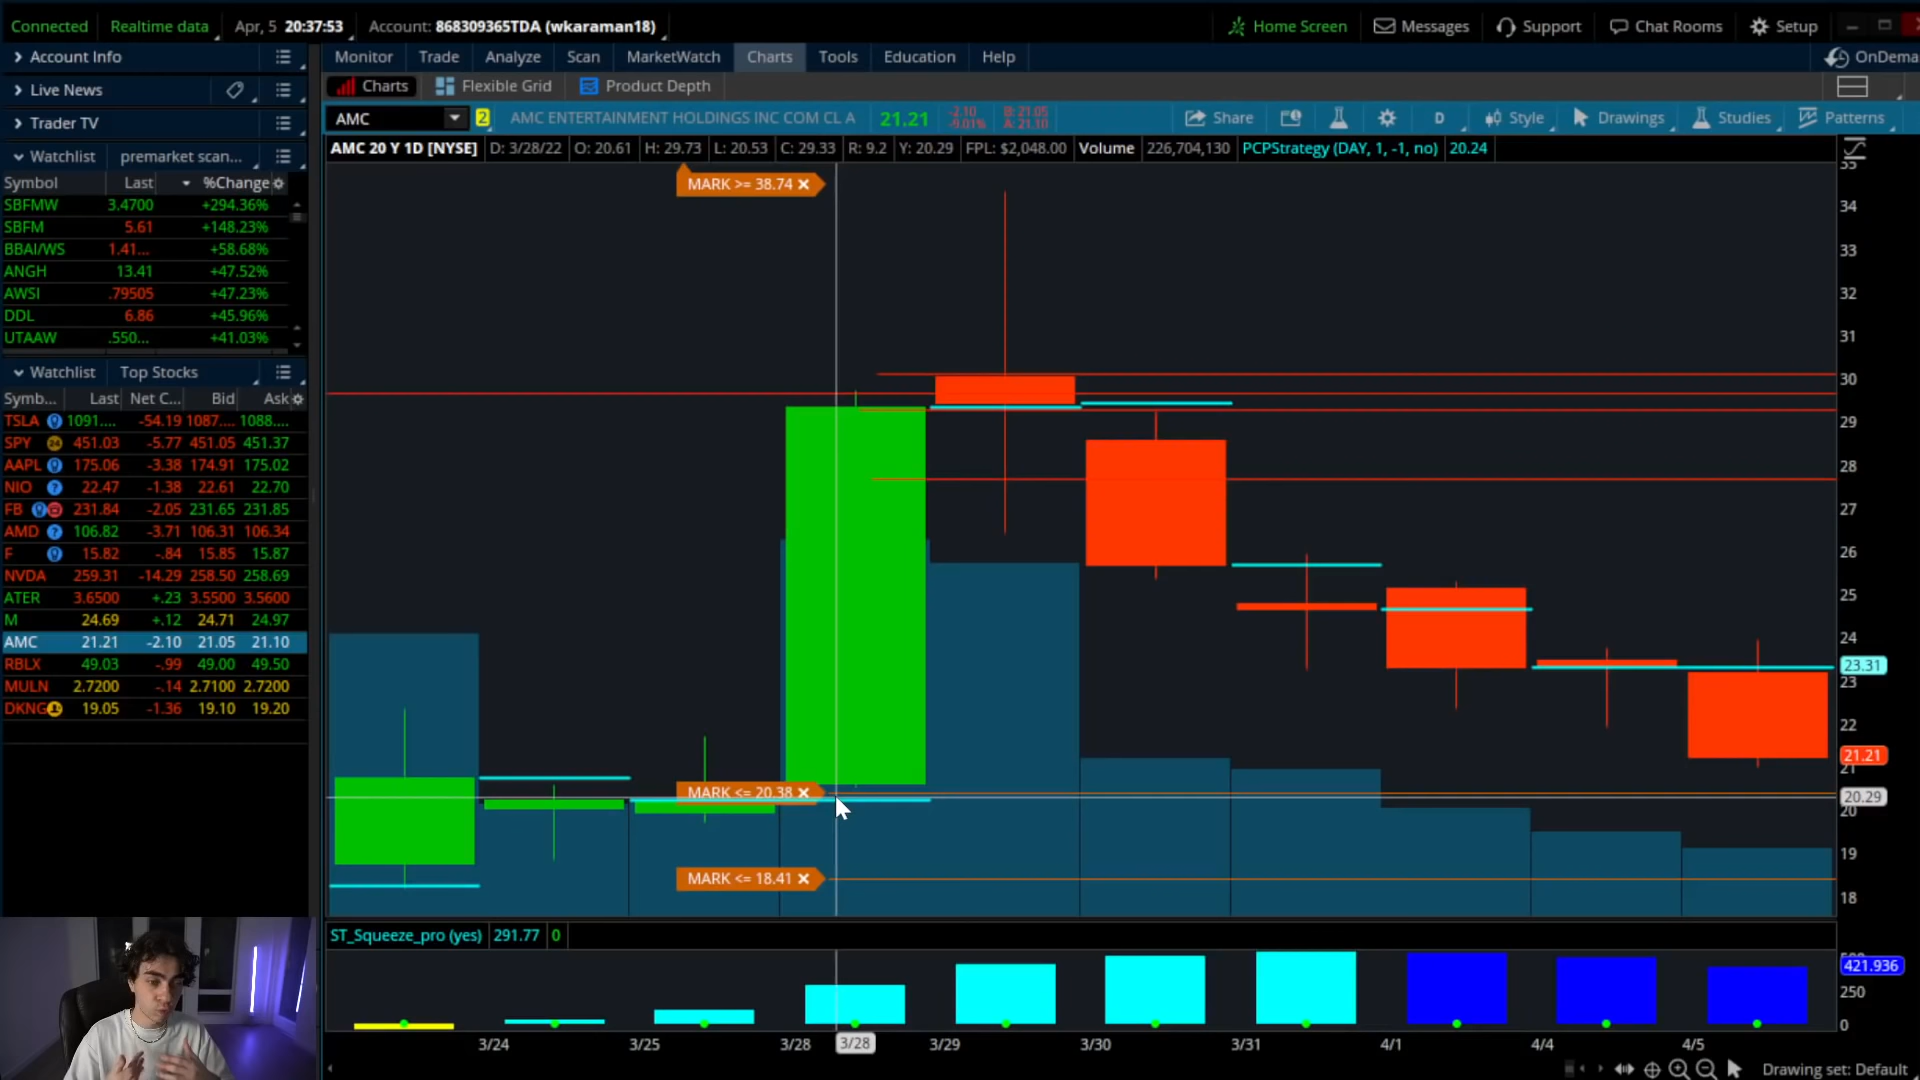 Connected Realtime data Apr, 5 20:37:53 Account: 868309365TDA (wkaraman18) Home Screen Messages Support Chat Rooms Setup
Account Info
Live News
Trader TV
Watchlist premarket scan...
Symbol Last %Change
SBFMW 3.4700 +294.36%
SBFM 5.61 +148.23%
BBAI/WS 1.41... +58.68%
ANGH 13.41 +47.52%
AWSI .79505 +47.23%
DDL 6.86 +45.96%
UTAAW .550... +41.03%
Watchlist Top Stocks
Symb... Last Net C... Bid Ask
TSLA 1091.... -54.19 1087.... 1088....
SPY 451.03 -5.77 451.05 451.37
AAPL 175.06 -3.38 174.91 175.02
NIO 22.47 -1.38 22.61 22.70
FB 231.84 -2.05 231.65 231.85
AMD 106.82 -3.71 106.31 106.34
F 15.82 -.84 15.85 15.87
NVDA 259.31 -14.29 258.50 258.69
ATER 3.6500 +.23 3.5500 3.5600
M 24.69 +.12 24.71 24.97
AMC 21.21 -2.10 21.05 21.10
RBLX 49.03 -.99 49.00 49.50
MULN 2.7200 -.14 2.7100 2.7200
DKNG 19.05 -1.36 19.10 19.20
Monitor Trade Analyze Scan MarketWatch Charts Tools Education Help OnDema
Charts Flexible Grid Product Depth
AMC 2 AMC ENTERTAINMENT HOLDINGS INC COM CL A 21.21 -2.10 -9.01% B: 21.05 A: 21.10 Share D Style Drawings Studies Patterns
AMC 20 Y 1D [NYSE] D: 3/28/22 O: 20.61 H: 29.73 L: 20.53 C: 29.33 R: 9.2 Y: 20.29 FPL: $2,048.00 Volume 226,704,130 PCPStrategy (DAY, 1, -1, no) 20.24
MARK >= 38.74
MARK <= 20.38
MARK <= 18.41
35
34
33
32
31
30
29
28
27
26
25
24
23.31
23
22
21.21
21
20.29
20
19
18
ST_Squeeze_pro (yes) 291.77 0
421.936
250
0
3/24 3/25 3/28 3/28 3/29 3/30 3/31 4/1 4/4 4/5
Drawing set: Default